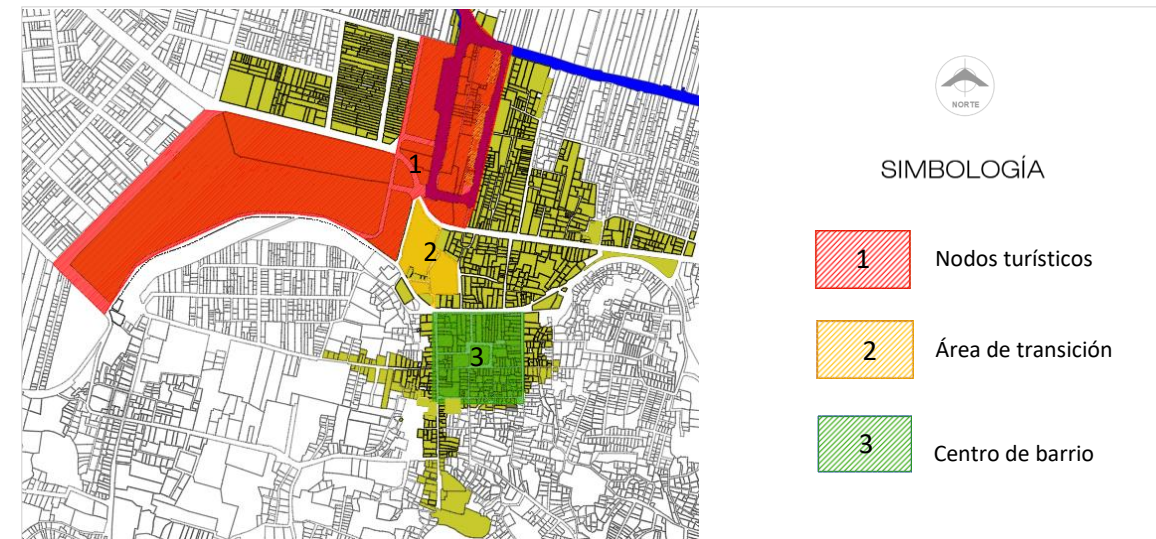 1
2
3
NORTE
SIMBOLOGÍA
1 Nodos turísticos
2 Área de transición
3 Centro de barrio